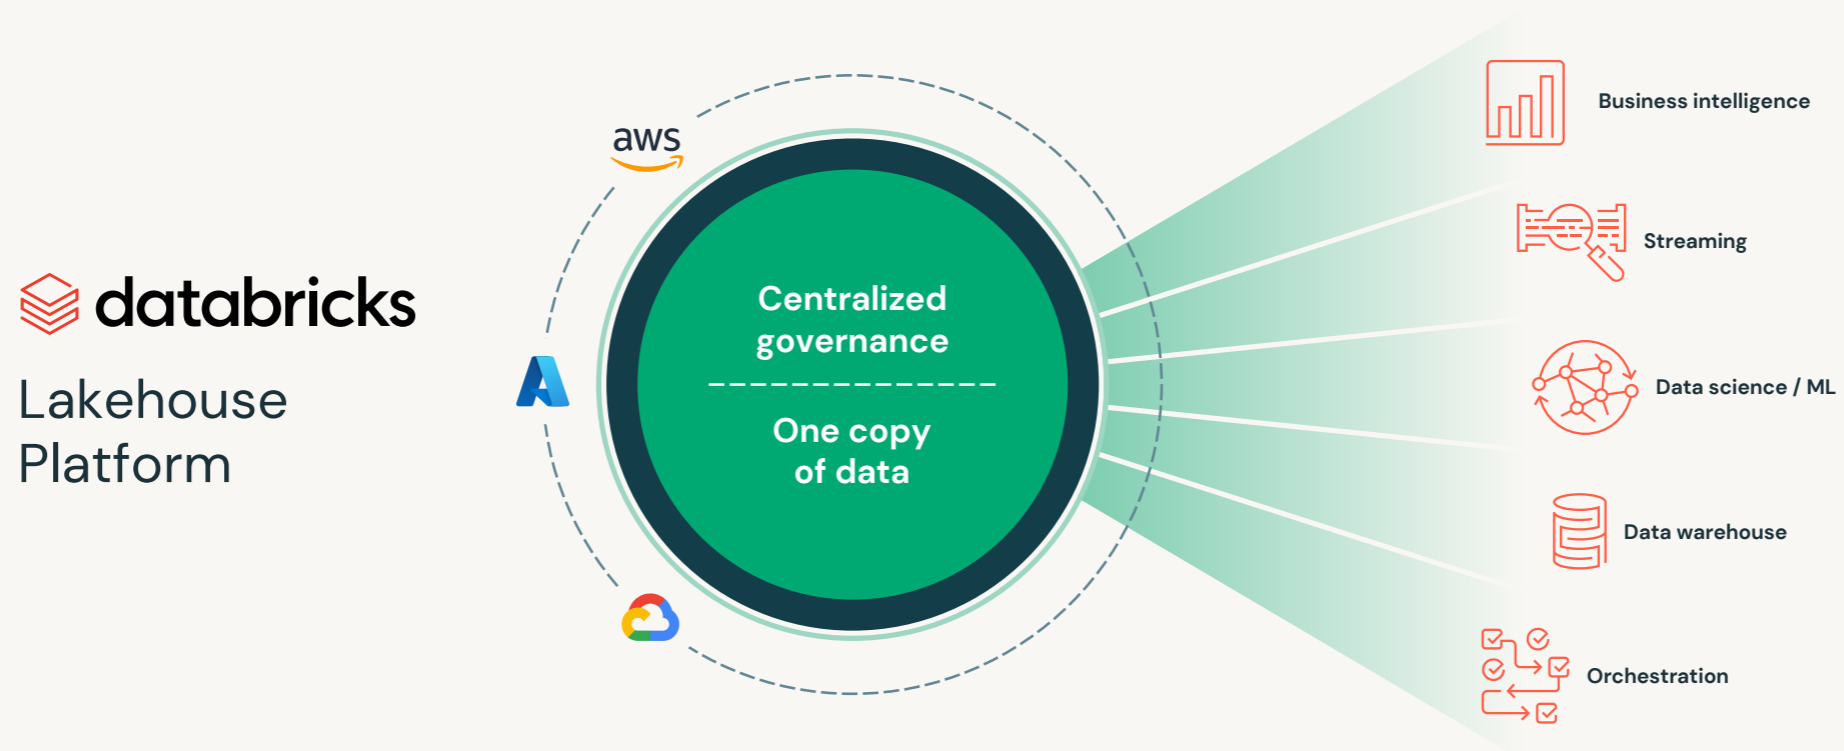 databricks
Lakehouse
Platform
aws
Centralized
governance
One copy
of data
Business intelligence
Streaming
Data science / ML
Data warehouse
Orchestration